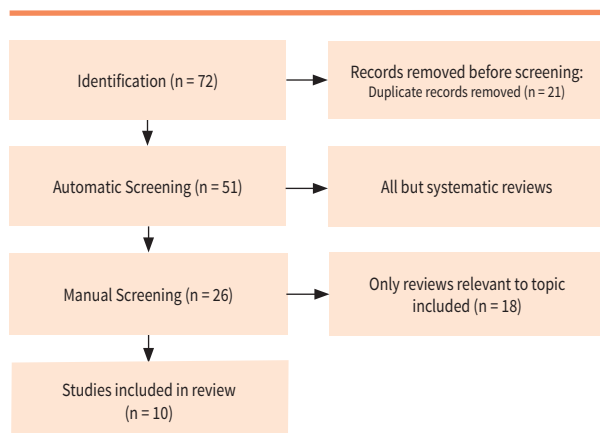 Identification (n = 72)
Records removed before screening:
Duplicate records removed (n = 21)
Automatic Screening (n = 51)
All but systematic reviews
Manual Screening (n = 26)
Only reviews relevant to topic
included (n = 18)
Studies included in review
(n = 10)